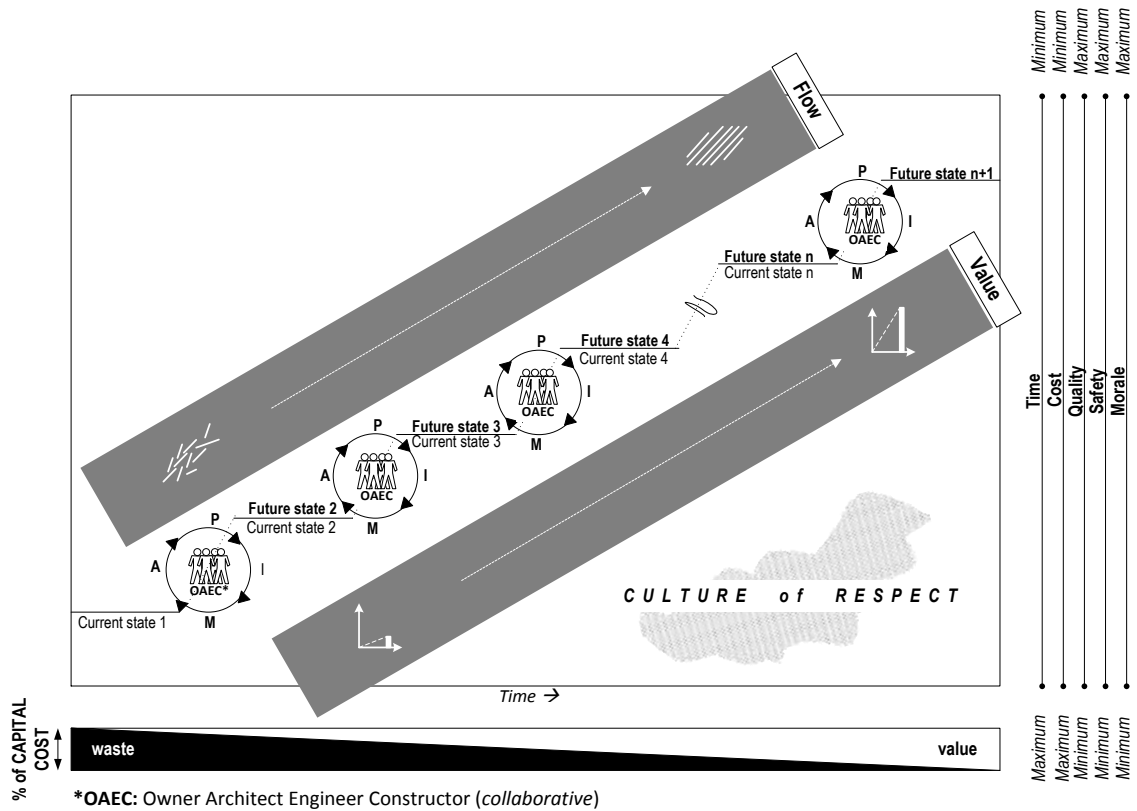 Minimum
Minimum
Maximum
Maximum
Maximum
Flow
P
Future state n+1
A
I
OAEC
M
Future state n
Current state n
Value
P
Future state 4
Current state 4
A
I
OAEC
M
Time
Cost
Quality
Safety
Morale
P
Future state 3
Current state 3
A
I
OAEC
M
P
Future state 2
Current state 2
A
I
OAEC*
M
Current state 1
CULTURE of RESPECT
Time →
% of CAPITAL
COST
waste
value
Maximum
Maximum
Minimum
Minimum
Minimum
*OAEC: Owner Architect Engineer Constructor (collaborative)